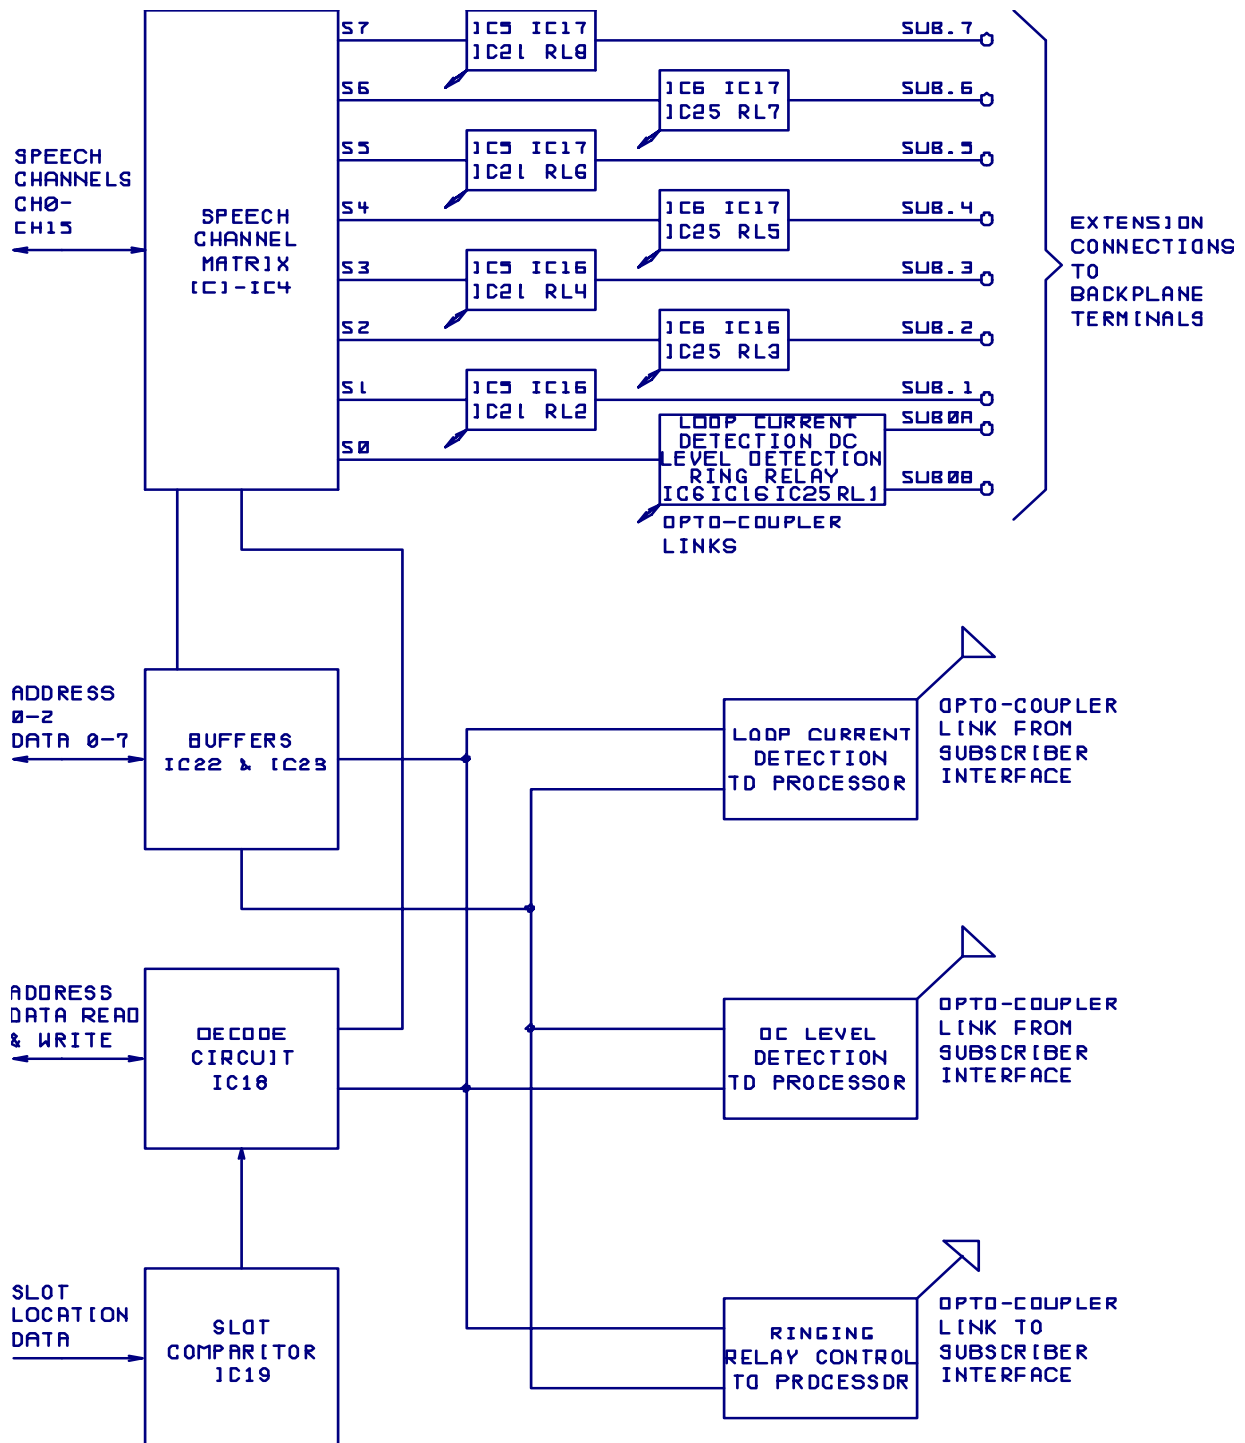 S7
IC5 IC17
IC21 RL8
SUB.7
S6
IC6 IC17
IC25 RL7
SUB.6
S5
IC5 IC17
IC21 RL6
SUB.5
S4
IC6 IC17
IC25 RL5
SUB.4
S3
IC5 IC16
IC21 RL4
SUB.3
S2
IC6 IC16
IC25 RL3
SUB.2
S1
IC5 IC16
IC21 RL2
SUB.1
S0
LOOP CURRENT
DETECTION DC
LEVEL DETECTION
RING RELAY
IC6 IC16 IC25 RL1
SUB0A
SUB0B
OPTO-COUPLER
LINKS
SPEECH
CHANNELS
CH0-
CH15
SPEECH
CHANNEL
MATRIX
IC1-IC4
EXTENSION
CONNECTIONS
TO
BACKPLANE
TERMINALS
ADDRESS
0-2
DATA 0-7
BUFFERS
IC22 & IC23
LOOP CURRENT
DETECTION
TO PROCESSOR
OPTO-COUPLER
LINK FROM
SUBSCRIBER
INTERFACE
ADDRESS
DATA READ
& WRITE
DECODE
CIRCUIT
IC18
DC LEVEL
DETECTION
TO PROCESSOR
OPTO-COUPLER
LINK FROM
SUBSCRIBER
INTERFACE
SLOT
LOCATION
DATA
SLOT
COMPARITOR
IC19
RINGING
RELAY CONTROL
TO PROCESSOR
OPTO-COUPLER
LINK TO
SUBSCRIBER
INTERFACE